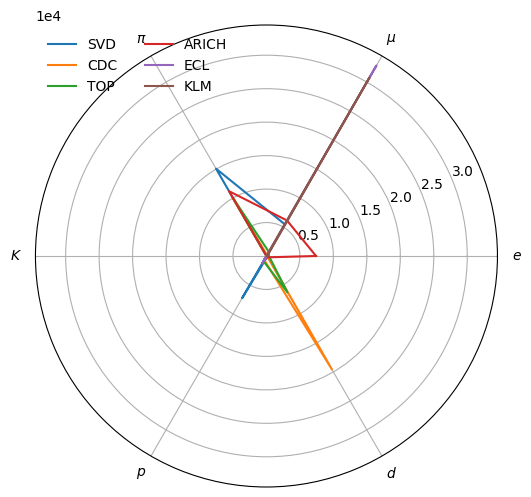 1e4
π
μ
SVD ARICH
CDC ECL
TOP KLM
3.0
2.5
2.0
1.5
1.0
0.5
K
e
p
d